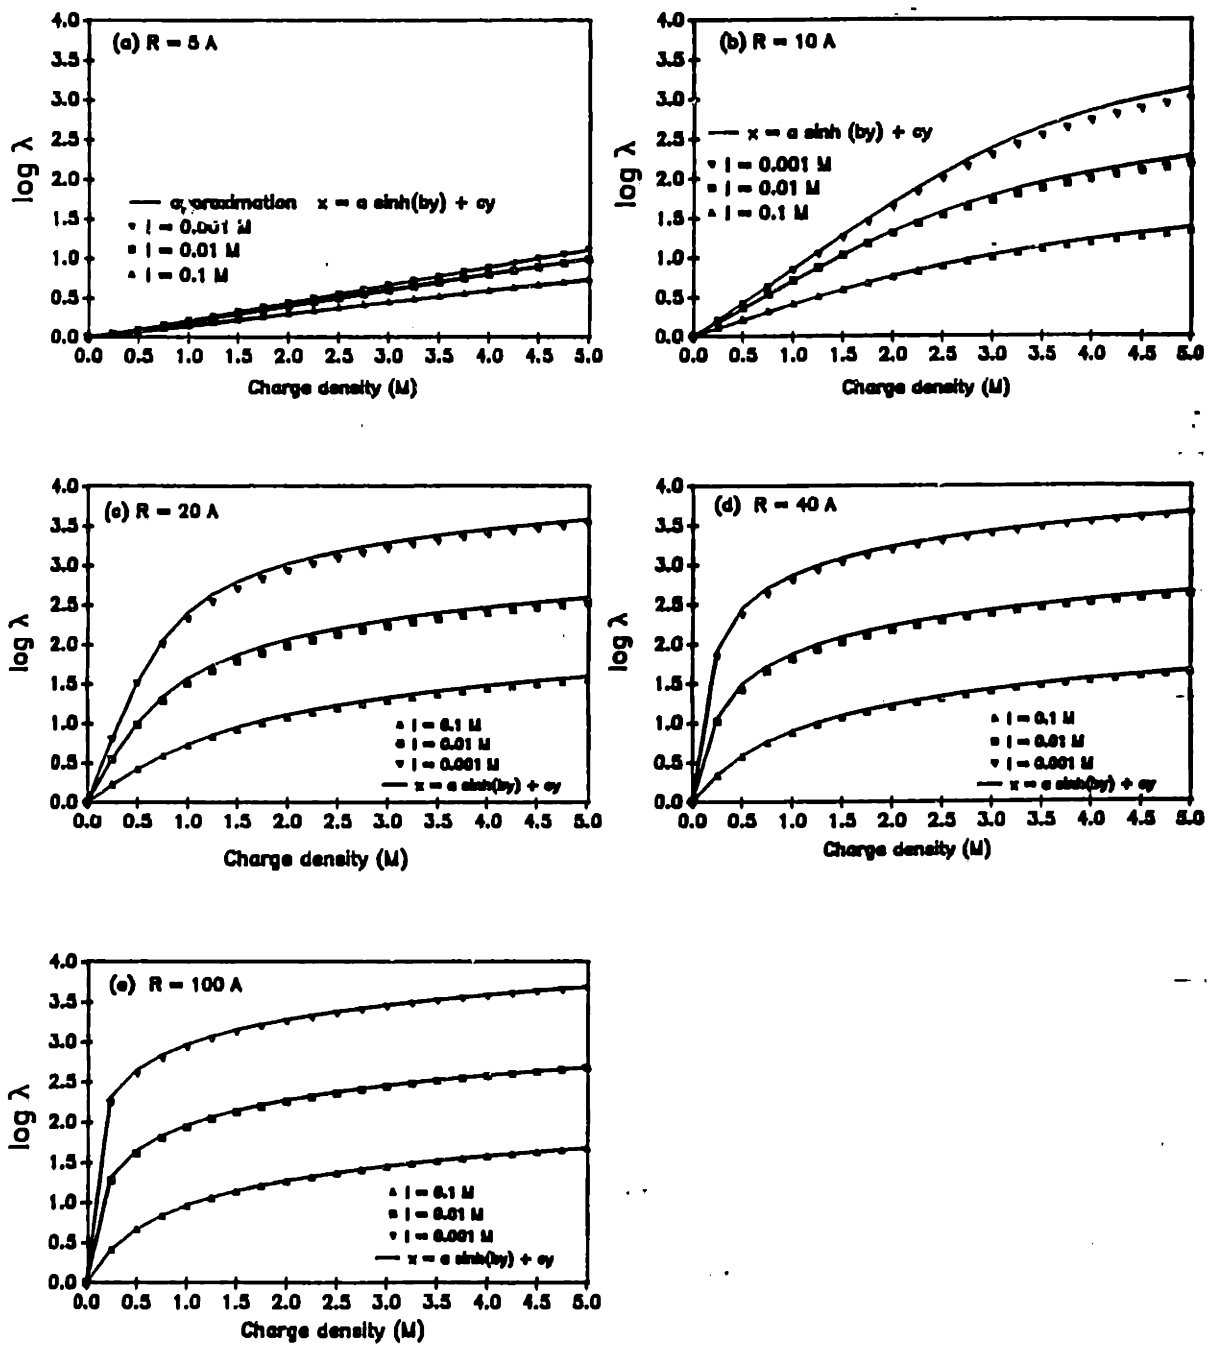 (a) R = 5 A
log λ
4.0
3.5
3.0
2.5
2.0
1.5
1.0
0.5
0.0
x = a sinh(by) + cy
I = 0.001 M
I = 0.01 M
I = 0.1 M
0.0 0.5 1.0 1.5 2.0 2.5 3.0 3.5 4.0 4.5 5.0
Charge density (M)
(b) R = 10 A
log λ
4.0
3.5
3.0
2.5
2.0
1.5
1.0
0.5
0.0
x = a sinh (by) + cy
I = 0.001 M
I = 0.01 M
I = 0.1 M
0.0 0.5 1.0 1.5 2.0 2.5 3.0 3.5 4.0 4.5 5.0
Charge density (M)
(c) R = 20 A
log λ
4.0
3.5
3.0
2.5
2.0
1.5
1.0
0.5
0.0
I = 0.1 M
I = 0.01 M
I = 0.001 M
x = a sinh(by) + cy
0.0 0.5 1.0 1.5 2.0 2.5 3.0 3.5 4.0 4.5 5.0
Charge density (M)
(d) R = 40 A
log λ
4.0
3.5
3.0
2.5
2.0
1.5
1.0
0.5
0.0
I = 0.1 M
I = 0.01 M
I = 0.001 M
x = a sinh(by) + cy
0.0 0.5 1.0 1.5 2.0 2.5 3.0 3.5 4.0 4.5 5.0
Charge density (M)
(e) R = 100 A
log λ
4.0
3.5
3.0
2.5
2.0
1.5
1.0
0.5
0.0
I = 0.1 M
I = 0.01 M
I = 0.001 M
x = a sinh(by) + cy
0.0 0.5 1.0 1.5 2.0 2.5 3.0 3.5 4.0 4.5 5.0
Charge density (M)